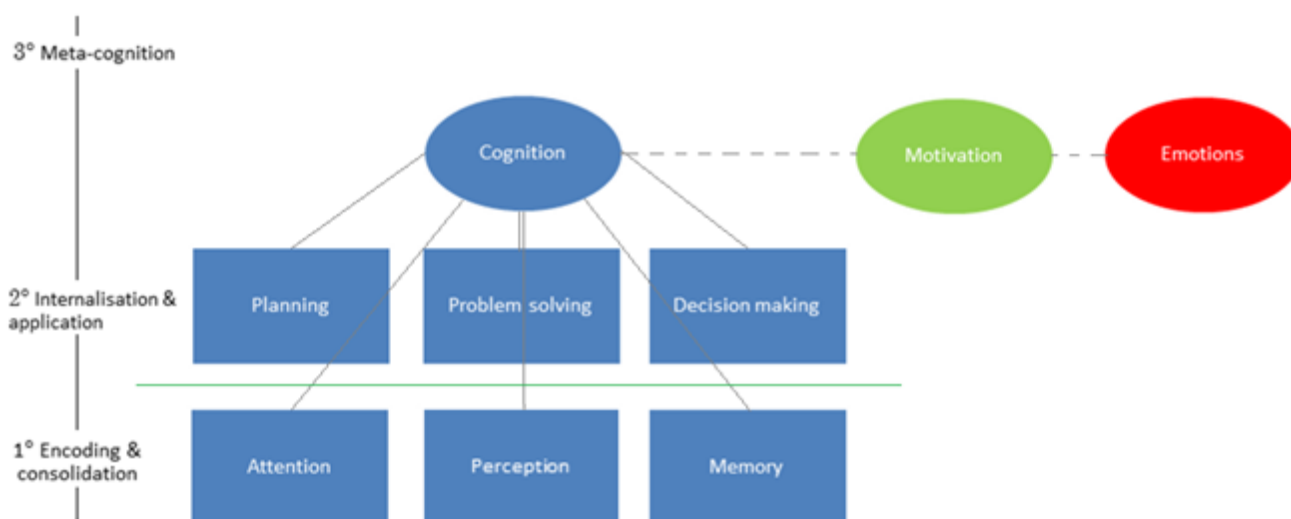 3° Meta-cognition
Cognition
Motivation
Emotions
2° Internalisation &
application
Planning
Problem solving
Decision making
1° Encoding &
consolidation
Attention
Perception
Memory